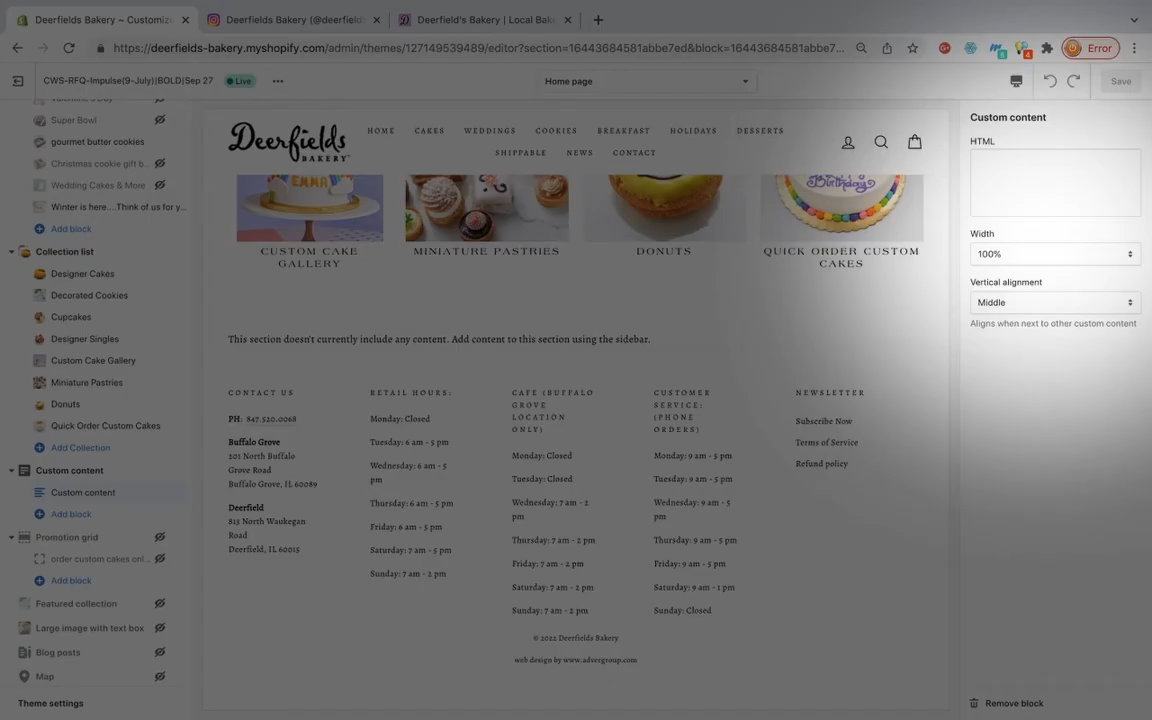 Deerfields Bakery ~ Customize
Deerfields Bakery (@deerfields
Deerfield's Bakery | Local Bake
https://deerfields-bakery.myshopify.com/admin/themes/127149539489/editor?section=16443684581abbe7ed&block=16443684581abbe7...
8
4
Error
CWS-RFQ-Impulse(9-July)|BOLD|Sep 27
Live
Home page
Save
Valentine's Day
Super Bowl
gourmet butter cookies
Christmas cookie gift b...
Wedding Cakes & More
Winter is here....Think of us for y...
Add block
Collection list
Designer Cakes
Decorated Cookies
Cupcakes
Designer Singles
Custom Cake Gallery
Miniature Pastries
Donuts
Quick Order Custom Cakes
Add Collection
Custom content
Custom content
Add block
Promotion grid
order custom cakes onl...
Add block
Featured collection
Large image with text box
Blog posts
Map
Theme settings
Deerfields
BAKERY
HOME CAKES WEDDINGS COOKIES BREAKFAST HOLIDAYS DESSERTS
SHIPPABLE NEWS CONTACT
EMMA
Birthday
CUSTOM CAKE
GALLERY
MINIATURE PASTRIES
DONUTS
QUICK ORDER CUSTOM
CAKES
This section doesn't currently include any content. Add content to this section using the sidebar.
CONTACT US
PH: 847.520.0068
Buffalo Grove
201 North Buffalo
Grove Road
Buffalo Grove, IL 60089
Deerfield
813 North Waukegan
Road
Deerfield, IL 60015
RETAIL HOURS:
Monday: Closed
Tuesday: 6 am - 5 pm
Wednesday: 6 am - 5
pm
Thursday: 6 am - 5 pm
Friday: 6 am - 5 pm
Saturday: 7 am - 5 pm
Sunday: 7 am - 2 pm
CAFE (BUFFALO
GROVE
LOCATION
ONLY)
Monday: Closed
Tuesday: Closed
Wednesday: 7 am - 2
pm
Thursday: 7 am - 2 pm
Friday: 7 am - 2 pm
Saturday: 7 am - 2 pm
Sunday: 7 am - 2 pm
CUSTOMER
SERVICE:
(PHONE
ORDERS)
Monday: 9 am - 5 pm
Tuesday: 9 am - 5 pm
Wednesday: 9 am - 5
pm
Thursday: 9 am - 5 pm
Friday: 9 am - 5 pm
Saturday: 9 am - 1 pm
Sunday: Closed
NEWSLETTER
Subscribe Now
Terms of Service
Refund policy
© 2022 Deerfields Bakery
web design by www.advergroup.com
Custom content
HTML
Width
100%
Vertical alignment
Middle
Aligns when next to other custom content
Remove block